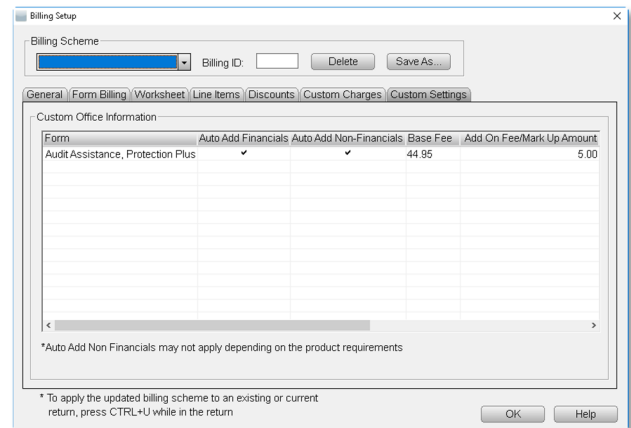 Billing Setup
Billing Scheme
Billing ID:
Delete
Save As...
General Form Billing Worksheet Line Items Discounts Custom Charges Custom Settings
Custom Office Information
Form Auto Add Financials Auto Add Non-Financials Base Fee Add On Fee/Mark Up Amount
Audit Assistance, Protection Plus ✔ ✔ 44.95 5.00
*Auto Add Non Financials may not apply depending on the product requirements
* To apply the updated billing scheme to an existing or current
return, press CTRL+U while in the return
OK
Help